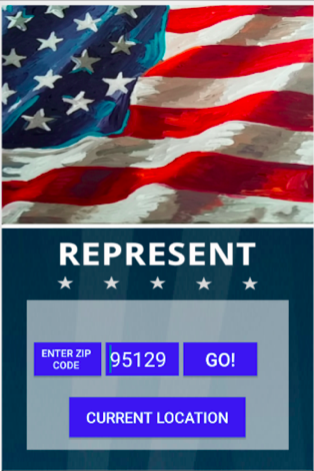 REPRESENT
ENTER ZIP
CODE
95129
GO!
CURRENT LOCATION